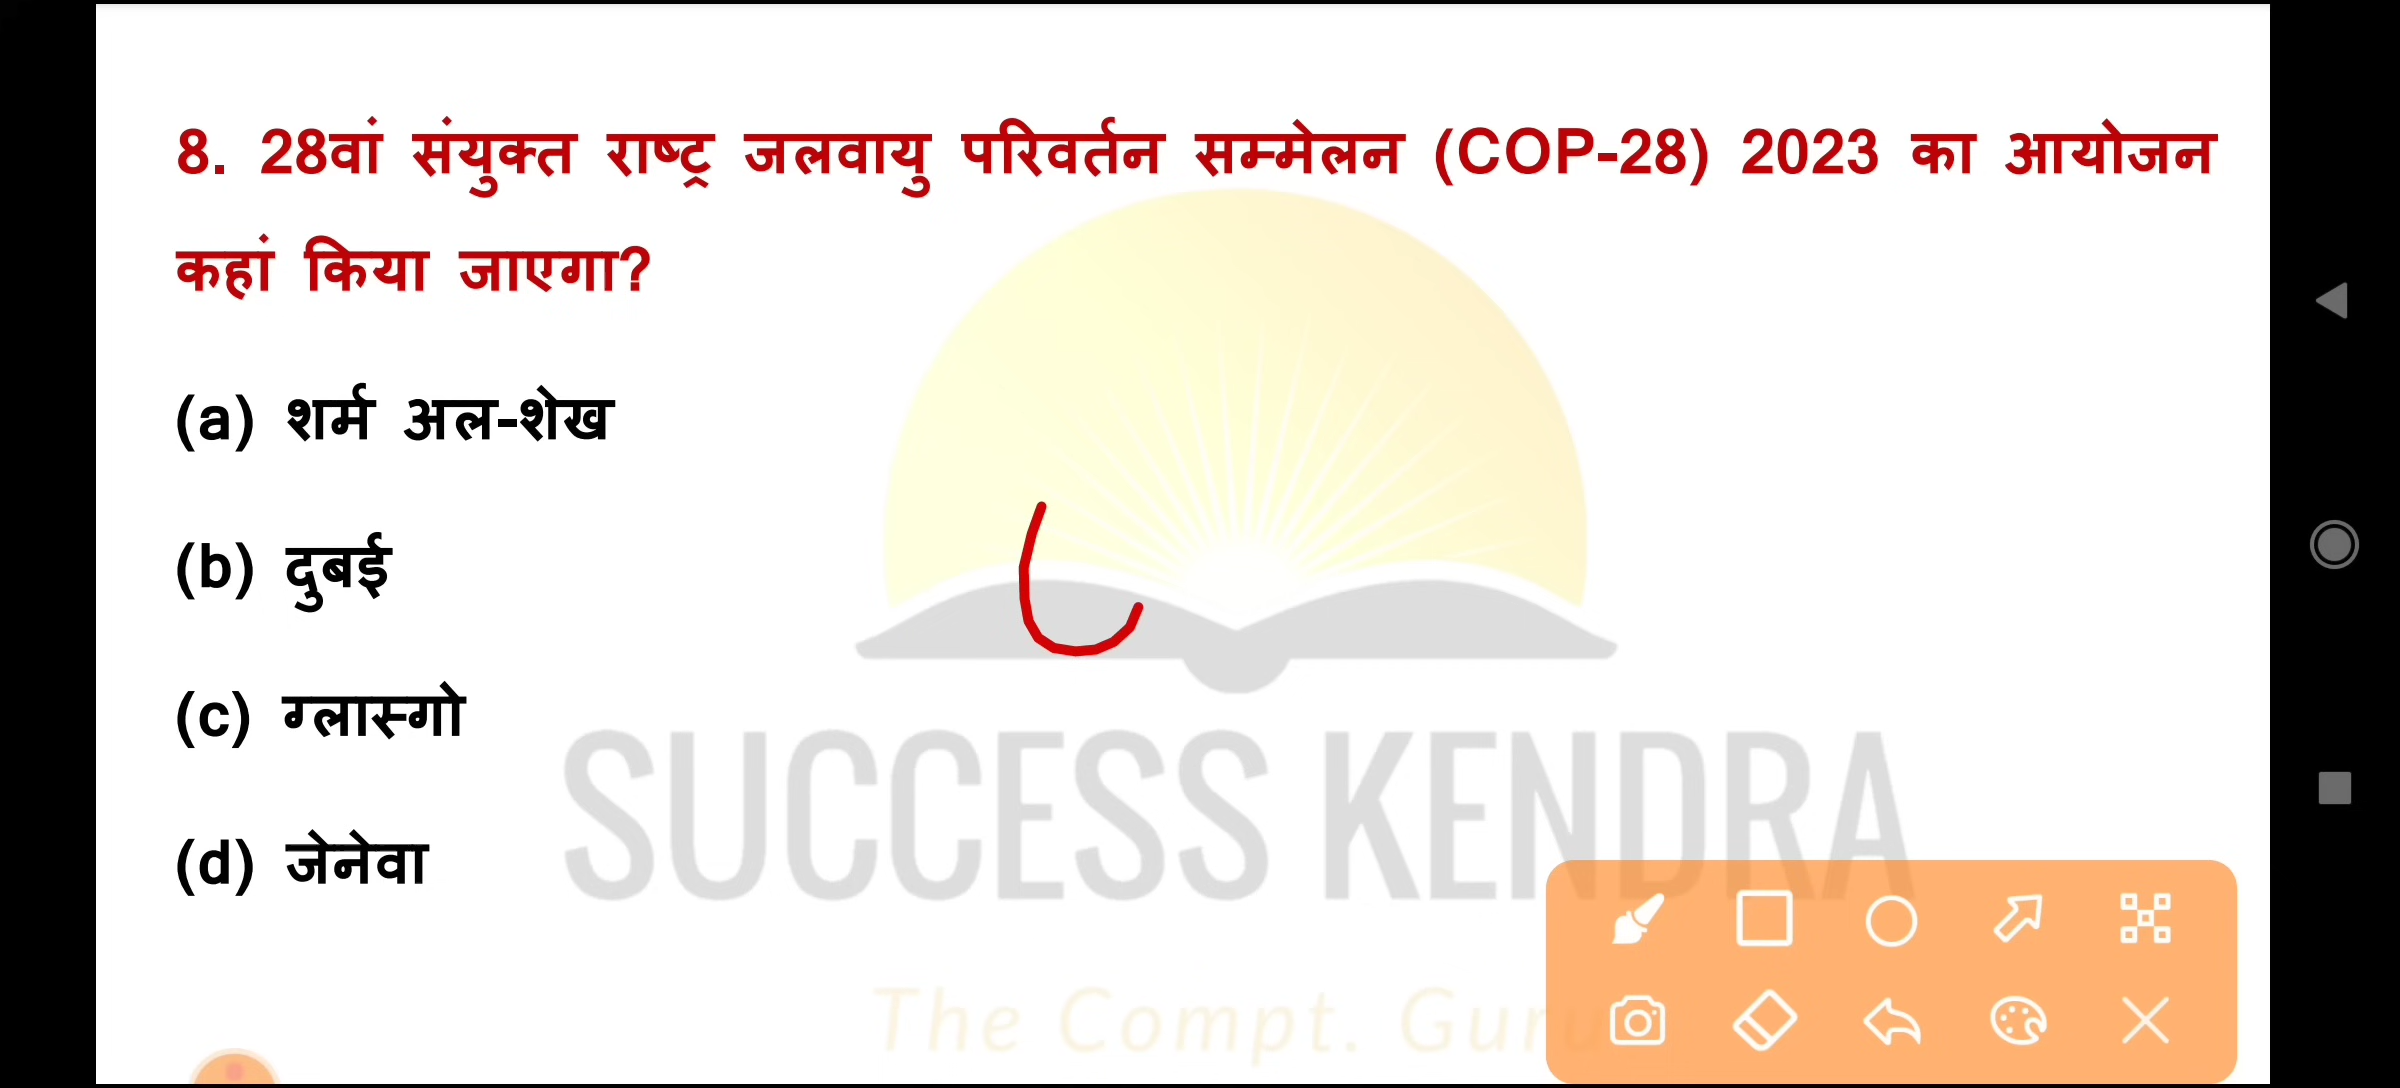 8. 28वां संयुक्त राष्ट्र जलवायु परिवर्तन सम्मेलन (COP-28) 2023 का आयोजन
कहां किया जाएगा?
(a) शर्म अल-शेख
(b) दुबई
(c) ग्लास्गो
(d) जेनेवा
SUCCESS KENDRA
The Compt. Guru